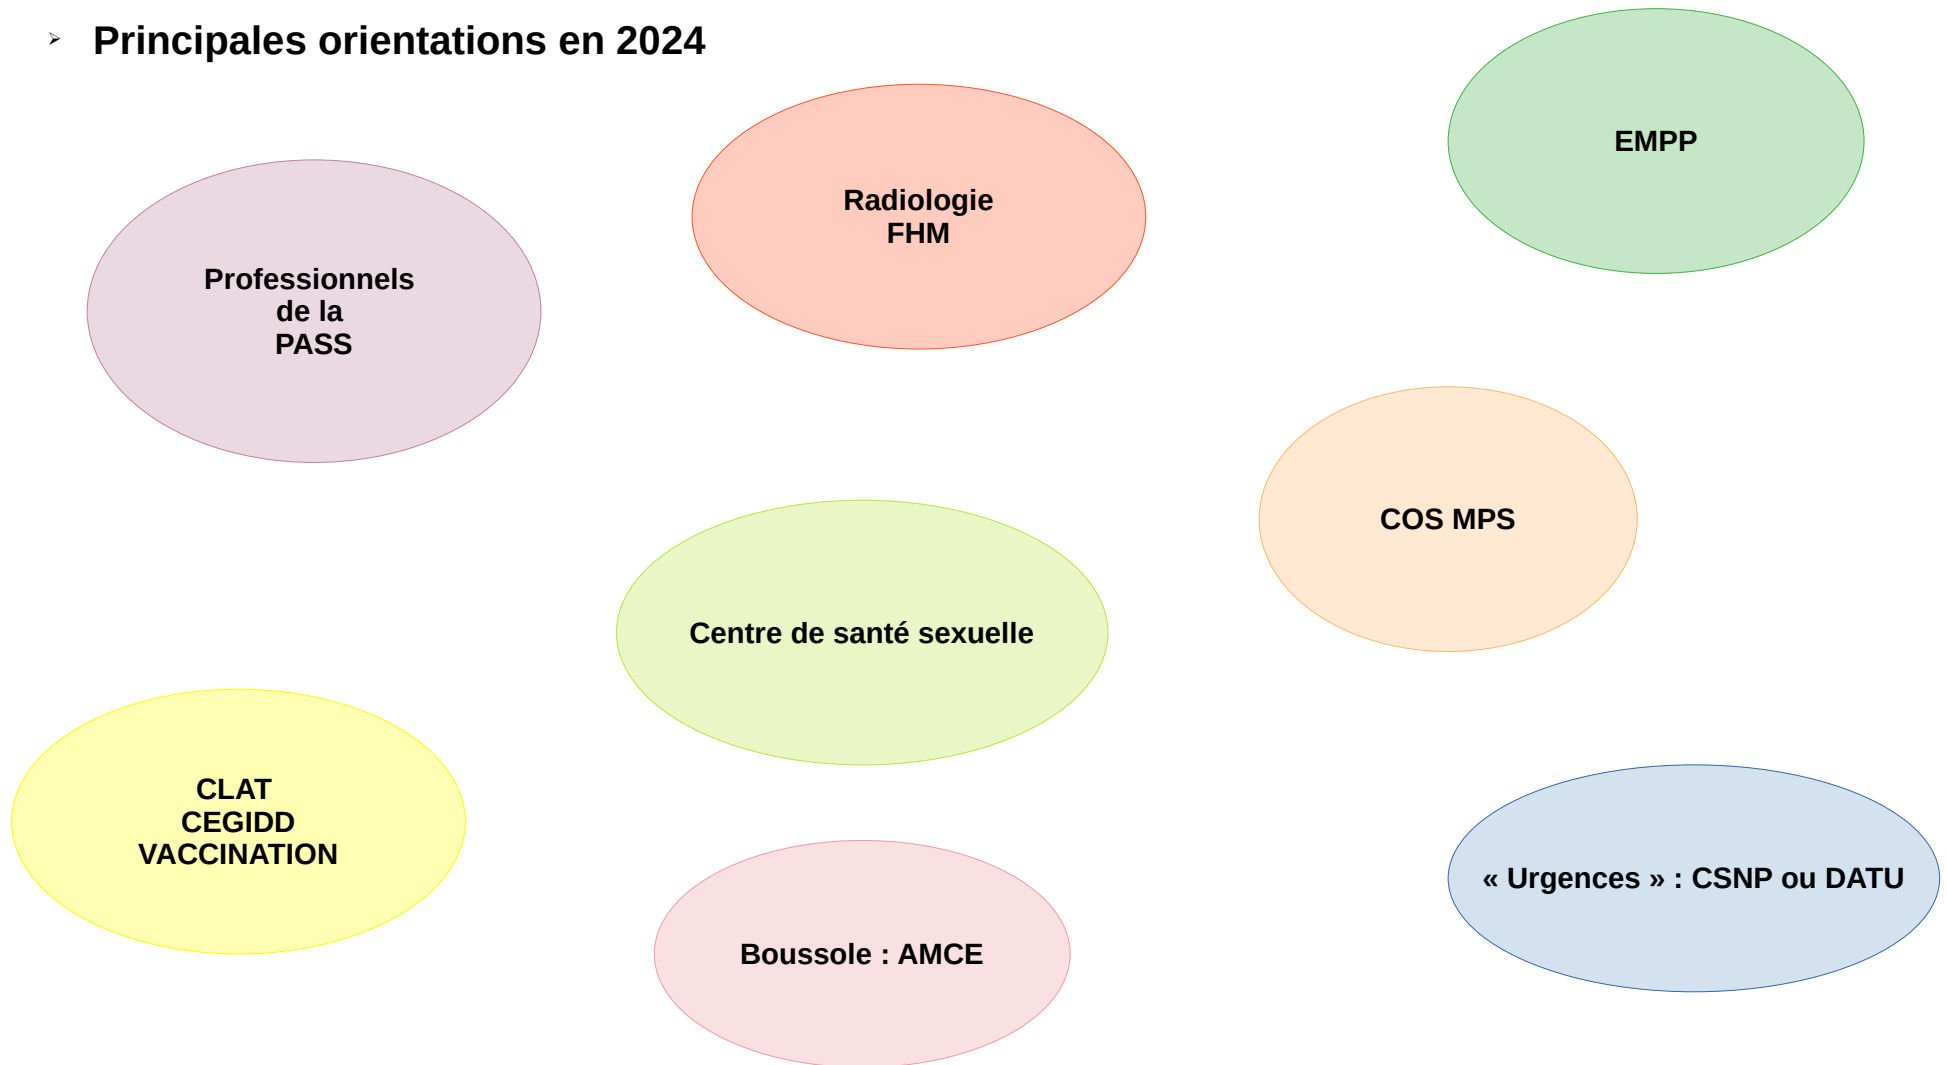 Principales orientations en 2024
EMPP
Radiologie
FHM
Professionnels
de la
PASS
COS MPS
Centre de santé sexuelle
CLAT
CEGIDD
VACCINATION
« Urgences » : CSNP ou DATU
Boussole : AMCE